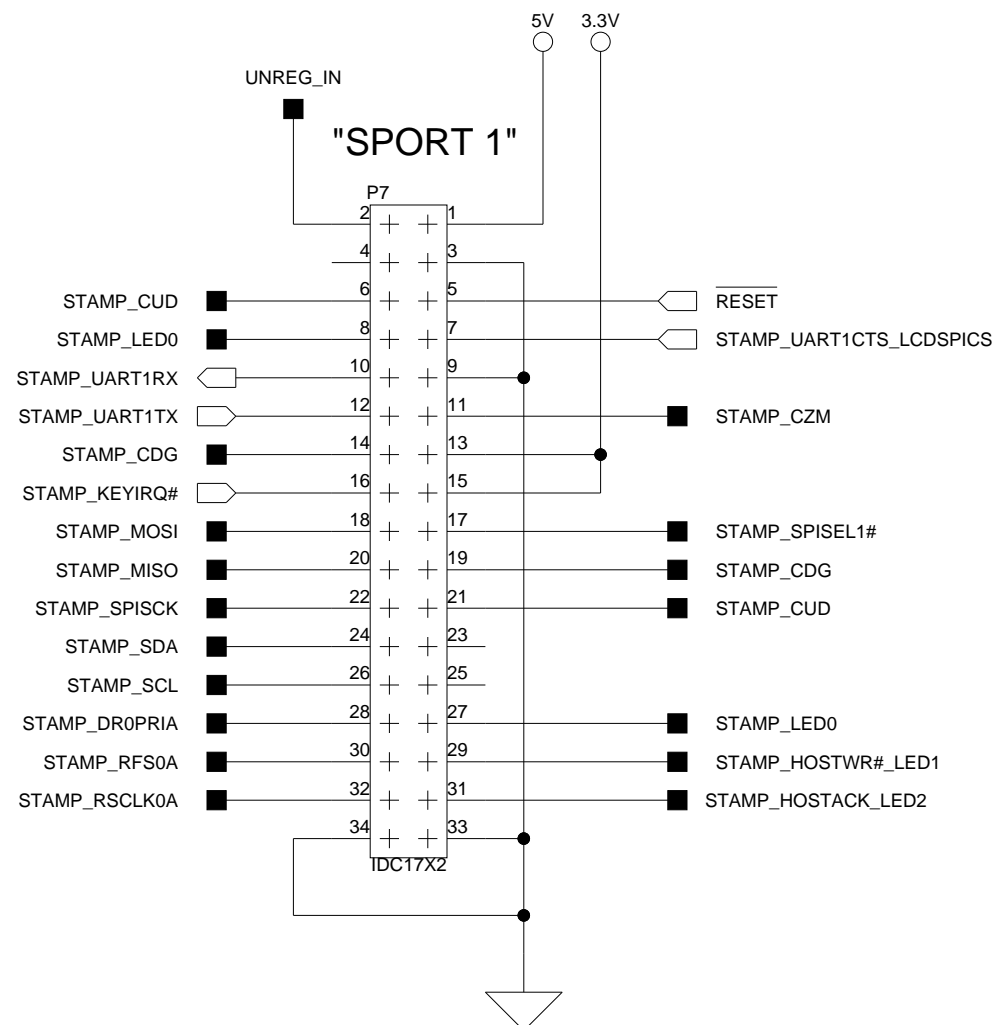 5V 3.3V
UNREG_IN
"SPORT 1"
P7
2 1
4 3
STAMP_CUD 6 5 RESET
STAMP_LED0 8 7 STAMP_UART1CTS_LCDSPICS
STAMP_UART1RX 10 9
STAMP_UART1TX 12 11 STAMP_CZM
STAMP_CDG 14 13
STAMP_KEYIRQ# 16 15
STAMP_MOSI 18 17 STAMP_SPISEL1#
STAMP_MISO 20 19 STAMP_CDG
STAMP_SPISCK 22 21 STAMP_CUD
STAMP_SDA 24 23
STAMP_SCL 26 25
STAMP_DR0PRIA 28 27 STAMP_LED0
STAMP_RFS0A 30 29 STAMP_HOSTWR#_LED1
STAMP_RSCLK0A 32 31 STAMP_HOSTACK_LED2
34 33
IDC17X2